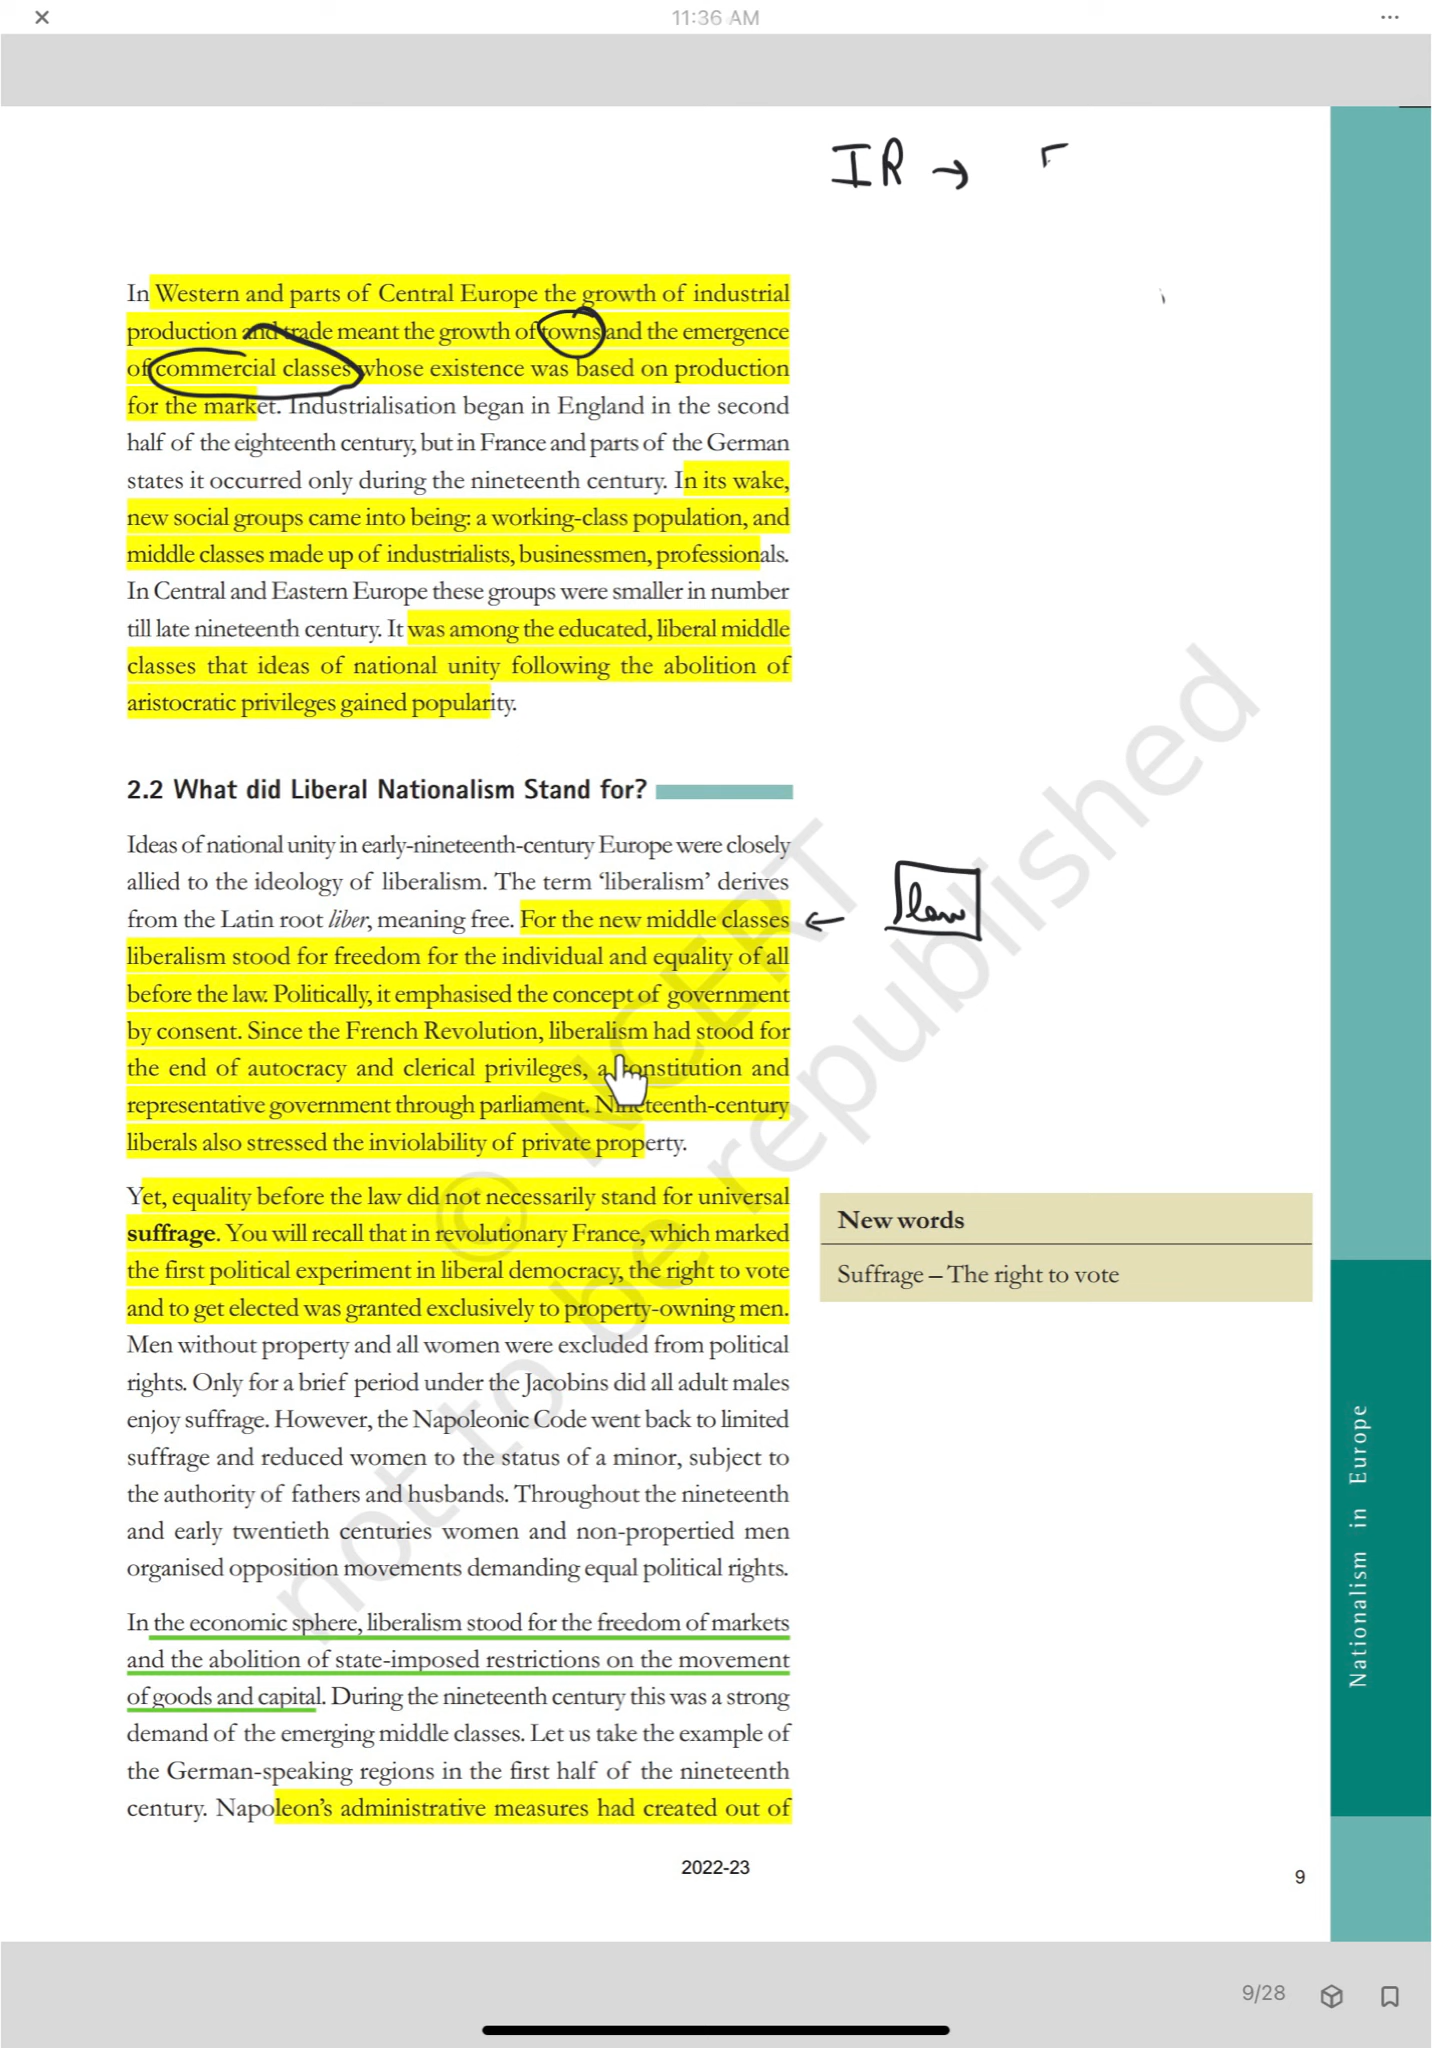 11:36 AM
IR →
In Western and parts of Central Europe the growth of industrial
production and trade meant the growth of towns and the emergence
of commercial classes whose existence was based on production
for the market. Industrialisation began in England in the second
half of the eighteenth century, but in France and parts of the German
states it occurred only during the nineteenth century. In its wake,
new social groups came into being: a working-class population, and
middle classes made up of industrialists, businessmen, professionals.
In Central and Eastern Europe these groups were smaller in number
till late nineteenth century. It was among the educated, liberal middle
classes that ideas of national unity following the abolition of
aristocratic privileges gained popularity.
2.2 What did Liberal Nationalism Stand for?
Ideas of national unity in early-nineteenth-century Europe were closely
allied to the ideology of liberalism. The term ‘liberalism’ derives
from the Latin root liber, meaning free. For the new middle classes
liberalism stood for freedom for the individual and equality of all
before the law. Politically, it emphasised the concept of government
by consent. Since the French Revolution, liberalism had stood for
the end of autocracy and clerical privileges, a constitution and
representative government through parliament. Nineteenth-century
liberals also stressed the inviolability of private property.
← law
Yet, equality before the law did not necessarily stand for universal
suffrage. You will recall that in revolutionary France, which marked
the first political experiment in liberal democracy, the right to vote
and to get elected was granted exclusively to property-owning men.
Men without property and all women were excluded from political
rights. Only for a brief period under the Jacobins did all adult males
enjoy suffrage. However, the Napoleonic Code went back to limited
suffrage and reduced women to the status of a minor, subject to
the authority of fathers and husbands. Throughout the nineteenth
and early twentieth centuries women and non-propertied men
organised opposition movements demanding equal political rights.
In the economic sphere, liberalism stood for the freedom of markets
and the abolition of state-imposed restrictions on the movement
of goods and capital. During the nineteenth century this was a strong
demand of the emerging middle classes. Let us take the example of
the German-speaking regions in the first half of the nineteenth
century. Napoleon’s administrative measures had created out of
New words
Suffrage – The right to vote
Nationalism in Europe
© NCERT
not to be republished
2022-23
9
9/28